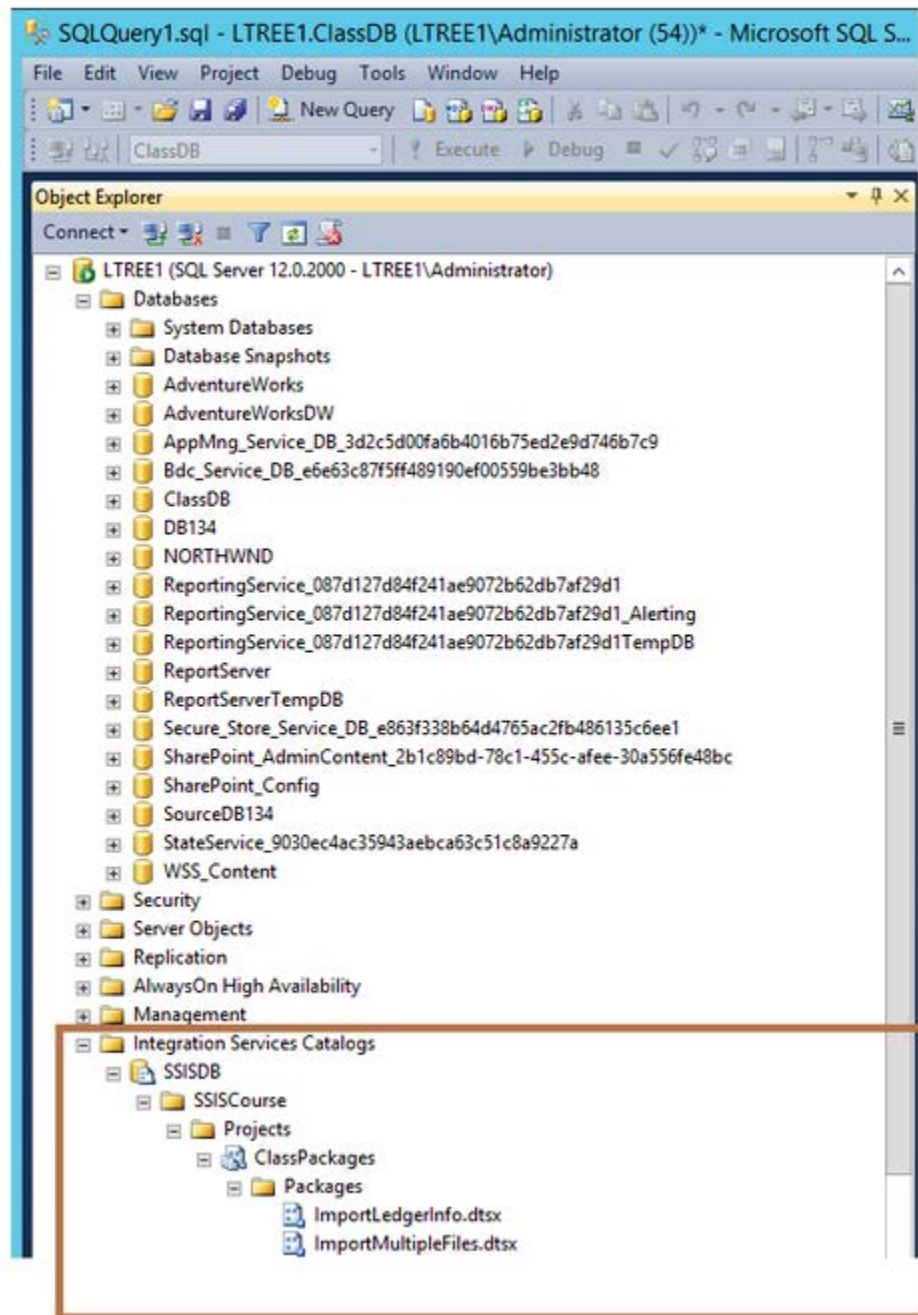 SQLQuery1.sql - LTREE1.ClassDB (LTREE1\Administrator (54))* - Microsoft SQL S...
File Edit View Project Debug Tools Window Help
New Query
ClassDB Execute Debug
Object Explorer
Connect
LTREE1 (SQL Server 12.0.2000 - LTREE1\Administrator)
Databases
System Databases
Database Snapshots
AdventureWorks
AdventureWorksDW
AppMng_Service_DB_3d2c5d00fa6b4016b75ed2e9d746b7c9
Bdc_Service_DB_e6e63c87f5ff489190ef00559be3bb48
ClassDB
DB134
NORTHWND
ReportingService_087d127d84f241ae9072b62db7af29d1
ReportingService_087d127d84f241ae9072b62db7af29d1_Alerting
ReportingService_087d127d84f241ae9072b62db7af29d1TempDB
ReportServer
ReportServerTempDB
Secure_Store_Service_DB_e863f338b64d4765ac2fb486135c6ee1
SharePoint_AdminContent_2b1c89bd-78c1-455c-afee-30a556fe48bc
SharePoint_Config
SourceDB134
StateService_9030ec4ac35943aebca63c51c8a9227a
WSS_Content
Security
Server Objects
Replication
AlwaysOn High Availability
Management
Integration Services Catalogs
SSISDB
SSISCourse
Projects
ClassPackages
Packages
ImportLedgerInfo.dtsx
ImportMultipleFiles.dtsx